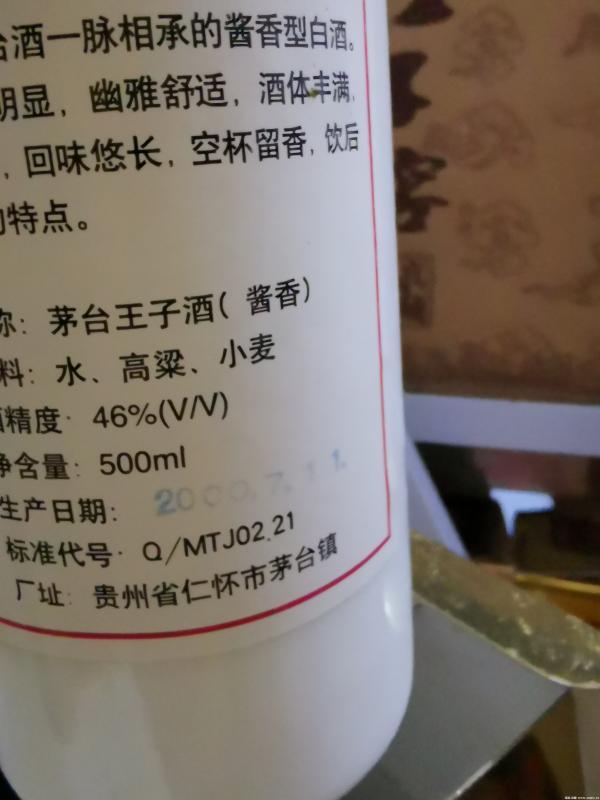 台酒一脉相承的酱香型白酒。
明显，幽雅舒适，酒体丰满，
，回味悠长，空杯留香，饮后
的特点。
称：茅台王子酒(酱香)
料：水、高粱、小麦
酒精度：46%(V/V)
净含量：500ml
生产日期：2000.7.11.
标准代号：Q/MTJ02.21
厂址：贵州省仁怀市茅台镇